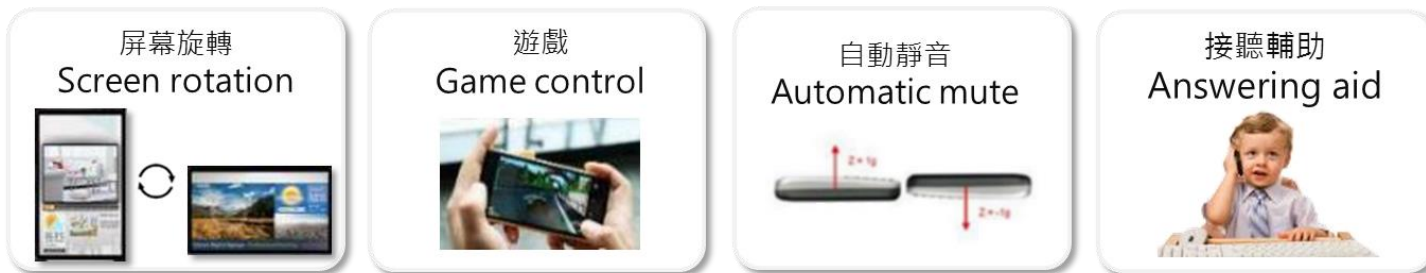 屏幕旋轉
Screen rotation
遊戲
Game control
自動靜音
Automatic mute
Z = 1g
Z = -1g
接聽輔助
Answering aid